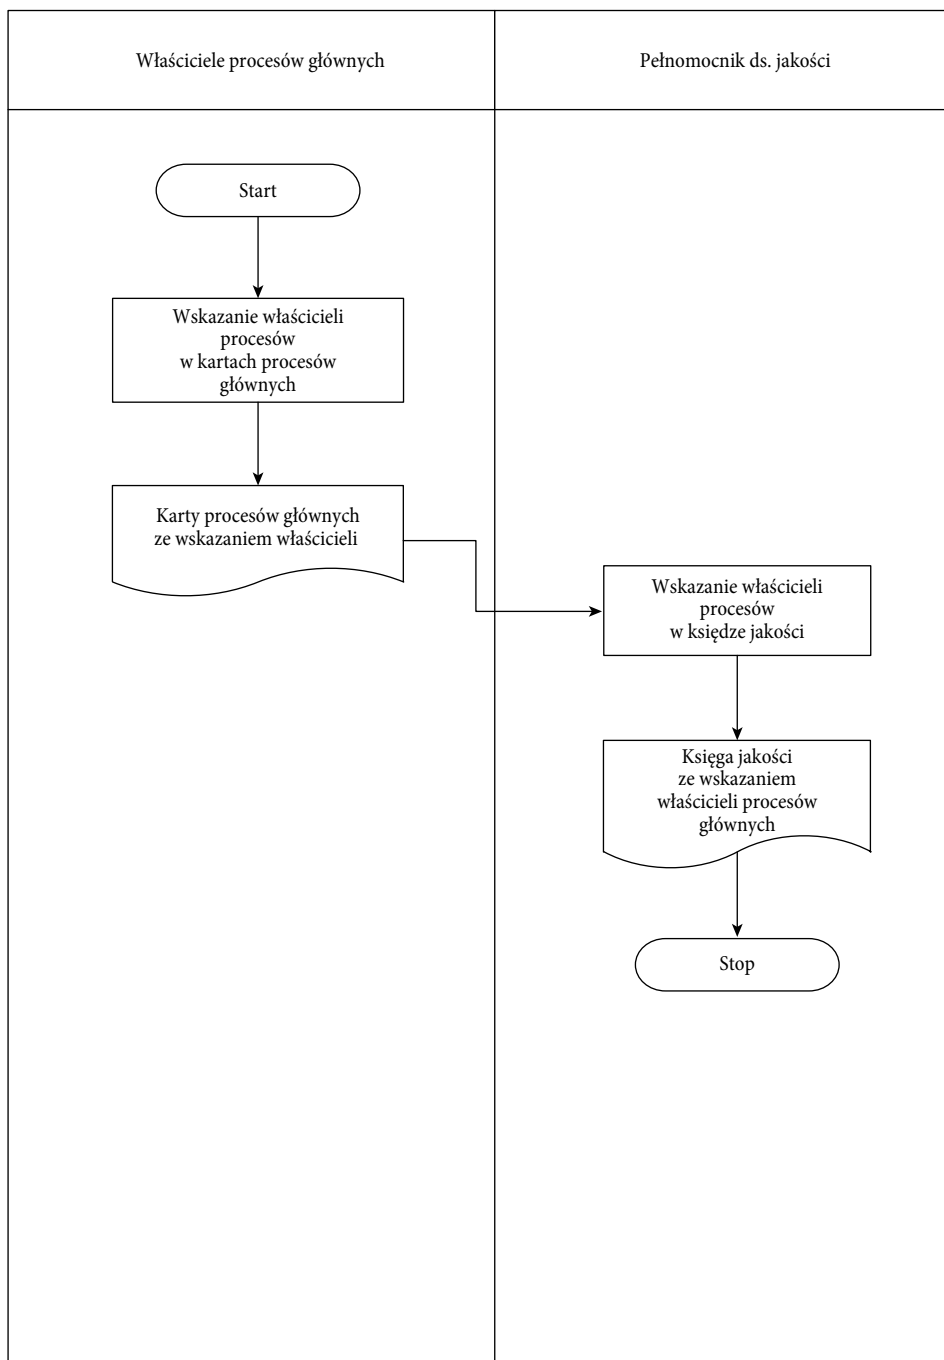 Właściciele procesów głównych
Pełnomocnik ds. jakości
Start
Wskazanie właścicieli
procesów
w kartach procesów
głównych
Karty procesów głównych
ze wskazaniem właścicieli
Wskazanie właścicieli
procesów
w księdze jakości
Księga jakości
ze wskazaniem
właścicieli procesów
głównych
Stop